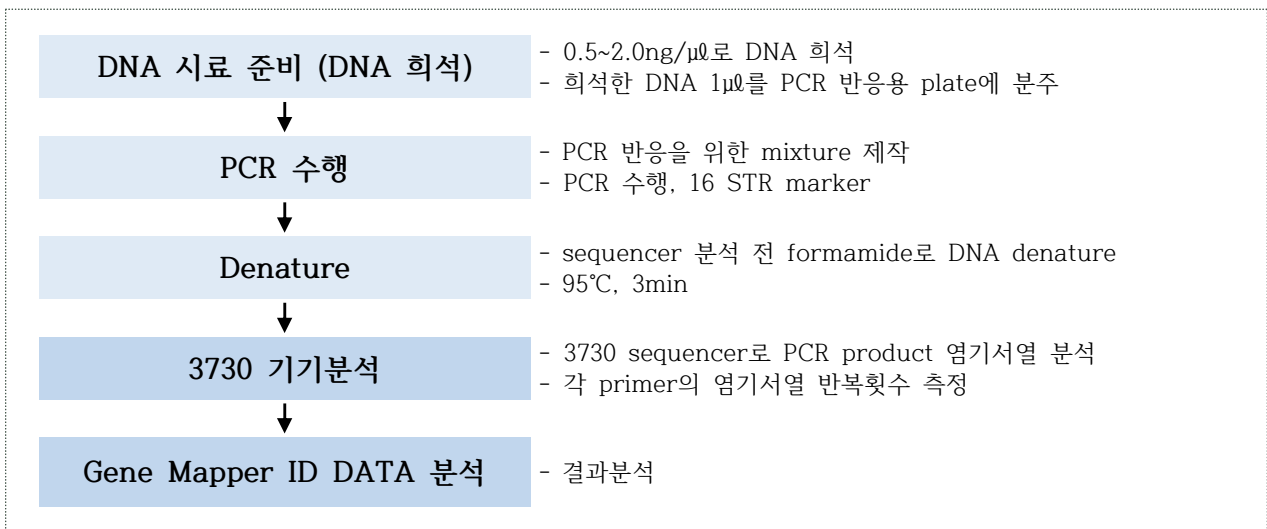 DNA 시료 준비 (DNA 희석)
- 0.5~2.0ng/㎕로 DNA 희석
- 희석한 DNA 1㎕를 PCR 반응용 plate에 분주
PCR 수행
- PCR 반응을 위한 mixture 제작
- PCR 수행, 16 STR marker
Denature
- sequencer 분석 전 formamide로 DNA denature
- 95℃, 3min
3730 기기분석
- 3730 sequencer로 PCR product 염기서열 분석
- 각 primer의 염기서열 반복횟수 측정
Gene Mapper ID DATA 분석
- 결과분석